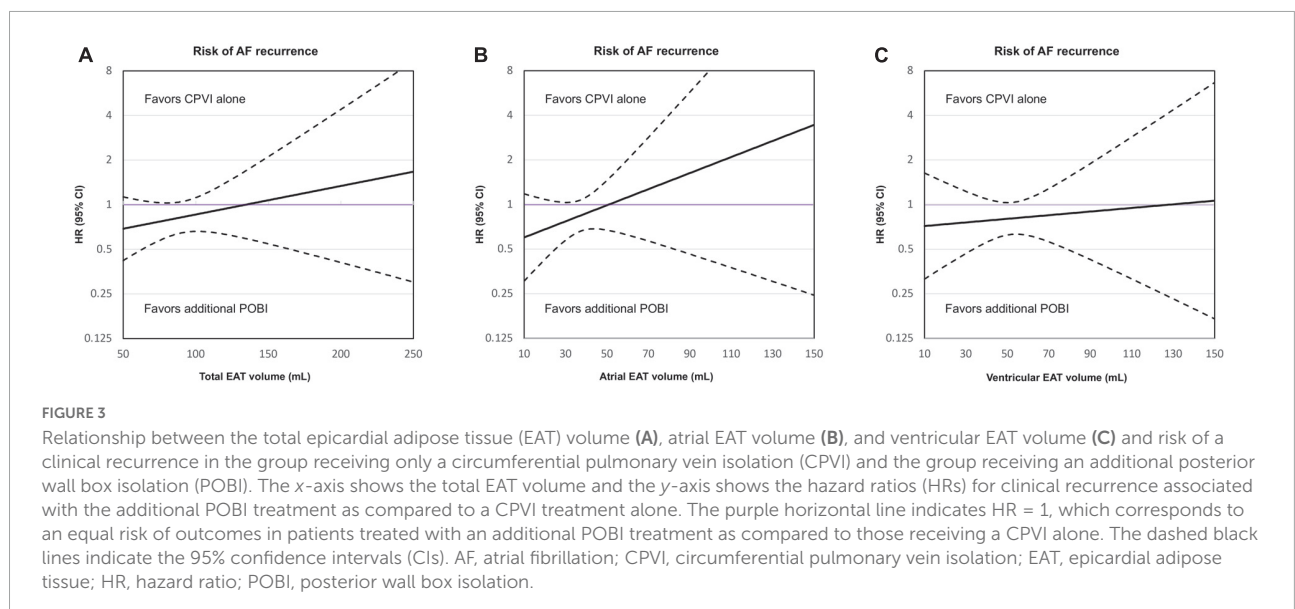 A
Risk of AF recurrence
8
4
2
1
0.5
0.25
0.125
HR (95% CI)
Favors CPVI alone
Favors additional POBI
50 100 150 200 250
Total EAT volume (mL)
B
Risk of AF recurrence
8
4
2
1
0.5
0.25
0.125
HR (95% CI)
Favors CPVI alone
Favors additional POBI
10 30 50 70 90 110 130 150
Atrial EAT volume (mL)
C
Risk of AF recurrence
8
4
2
1
0.5
0.25
0.125
HR (95% CI)
Favors CPVI alone
Favors additional POBI
10 30 50 70 90 110 130 150
Ventricular EAT volume (mL)
FIGURE 3
Relationship between the total epicardial adipose tissue (EAT) volume (A), atrial EAT volume (B), and ventricular EAT volume (C) and risk of a
clinical recurrence in the group receiving only a circumferential pulmonary vein isolation (CPVI) and the group receiving an additional posterior
wall box isolation (POBI). The x-axis shows the total EAT volume and the y-axis shows the hazard ratios (HRs) for clinical recurrence associated
with the additional POBI treatment as compared to a CPVI treatment alone. The purple horizontal line indicates HR = 1, which corresponds to
an equal risk of outcomes in patients treated with an additional POBI treatment as compared to those receiving a CPVI alone. The dashed black
lines indicate the 95% confidence intervals (CIs). AF, atrial fibrillation; CPVI, circumferential pulmonary vein isolation; EAT, epicardial adipose
tissue; HR, hazard ratio; POBI, posterior wall box isolation.